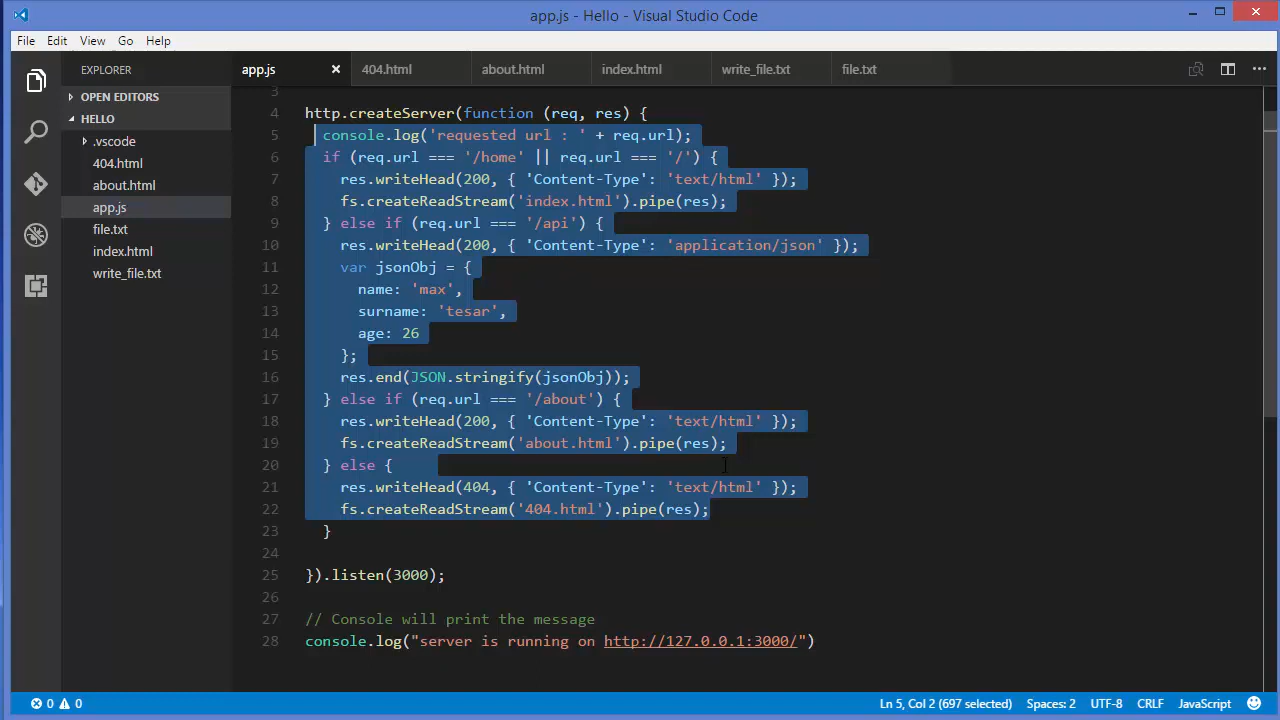 app.js - Hello - Visual Studio Code
File Edit View Go Help
EXPLORER
OPEN EDITORS
HELLO
.vscode
404.html
about.html
app.js
file.txt
index.html
write_file.txt
app.js × 404.html about.html index.html write_file.txt file.txt
3
4 http.createServer(function (req, res) {
5 console.log('requested url : ' + req.url);
6 if (req.url === '/home' || req.url === '/') {
7 res.writeHead(200, { 'Content-Type': 'text/html' });
8 fs.createReadStream('index.html').pipe(res);
9 } else if (req.url === '/api') {
10 res.writeHead(200, { 'Content-Type': 'application/json' });
11 var jsonObj = {
12 name: 'max',
13 surname: 'tesar',
14 age: 26
15 };
16 res.end(JSON.stringify(jsonObj));
17 } else if (req.url === '/about') {
18 res.writeHead(200, { 'Content-Type': 'text/html' });
19 fs.createReadStream('about.html').pipe(res);
20 } else {
21 res.writeHead(404, { 'Content-Type': 'text/html' });
22 fs.createReadStream('404.html').pipe(res);
23 }
24
25 }).listen(3000);
26
27 // Console will print the message
28 console.log("server is running on http://127.0.0.1:3000/")
0 0 Ln 5, Col 2 (697 selected) Spaces: 2 UTF-8 CRLF JavaScript